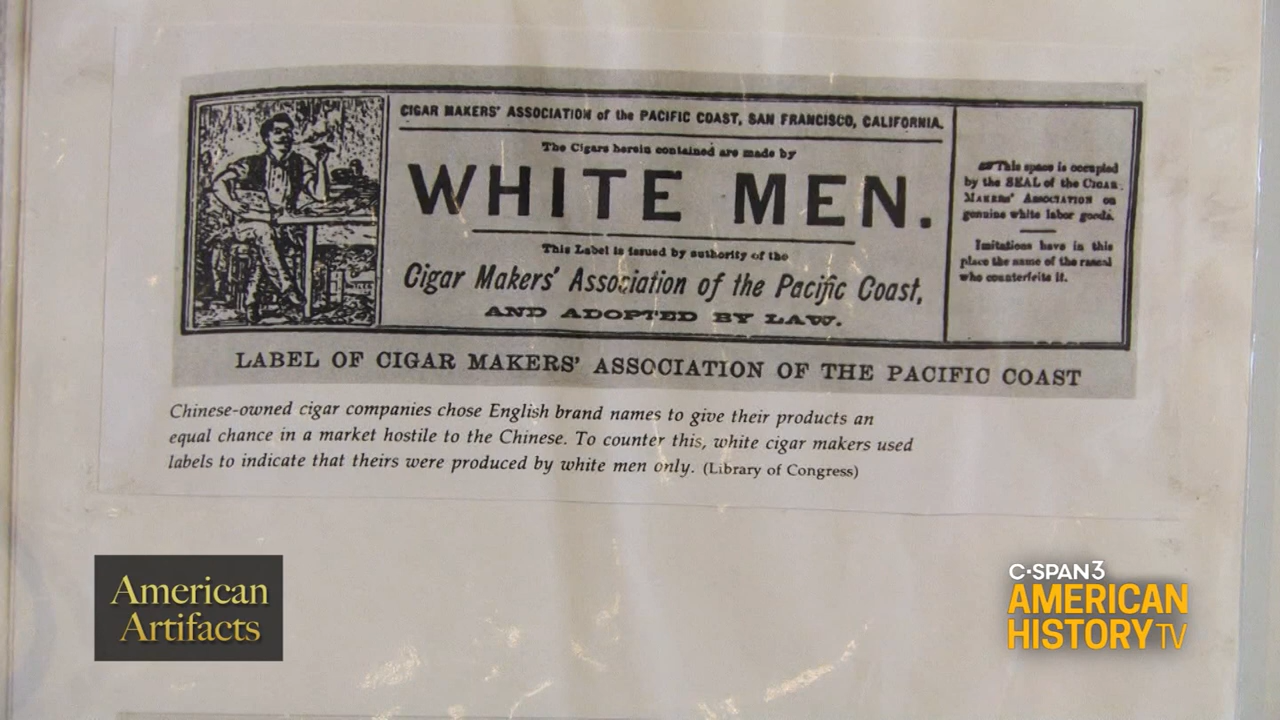 CIGAR MAKERS' ASSOCIATION of the PACIFIC COAST, SAN FRANCISCO, CALIFORNIA.
The Cigars herein contained are made by
WHITE MEN.
This Label is issued by authority of the
Cigar Makers' Association of the Pacific Coast,
AND ADOPTED BY LAW.
☞This space is occupied
by the SEAL of the CIGAR
MAKERS' ASSOCIATION on
genuine white labor goods.
Imitations have in this
place the name of the rascal
who counterfeits it.
LABEL OF CIGAR MAKERS' ASSOCIATION OF THE PACIFIC COAST
Chinese-owned cigar companies chose English brand names to give their products an
equal chance in a market hostile to the Chinese. To counter this, white cigar makers used
labels to indicate that theirs were produced by white men only. (Library of Congress)
American
Artifacts
C-SPAN3
AMERICAN
HISTORY TV